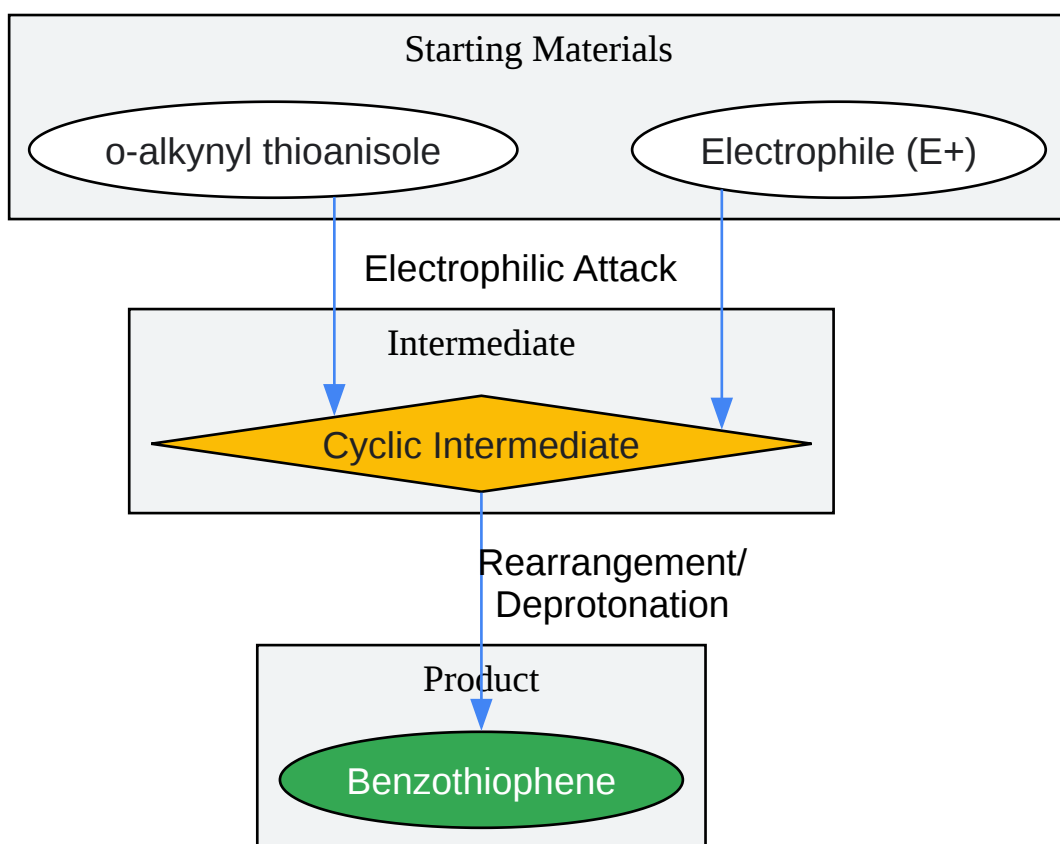 Starting Materials
o-alkynyl thioanisole
Electrophile (E+)
Electrophilic Attack
Intermediate
Cyclic Intermediate
Rearrangement/
Deprotonation
Product
Benzothiophene